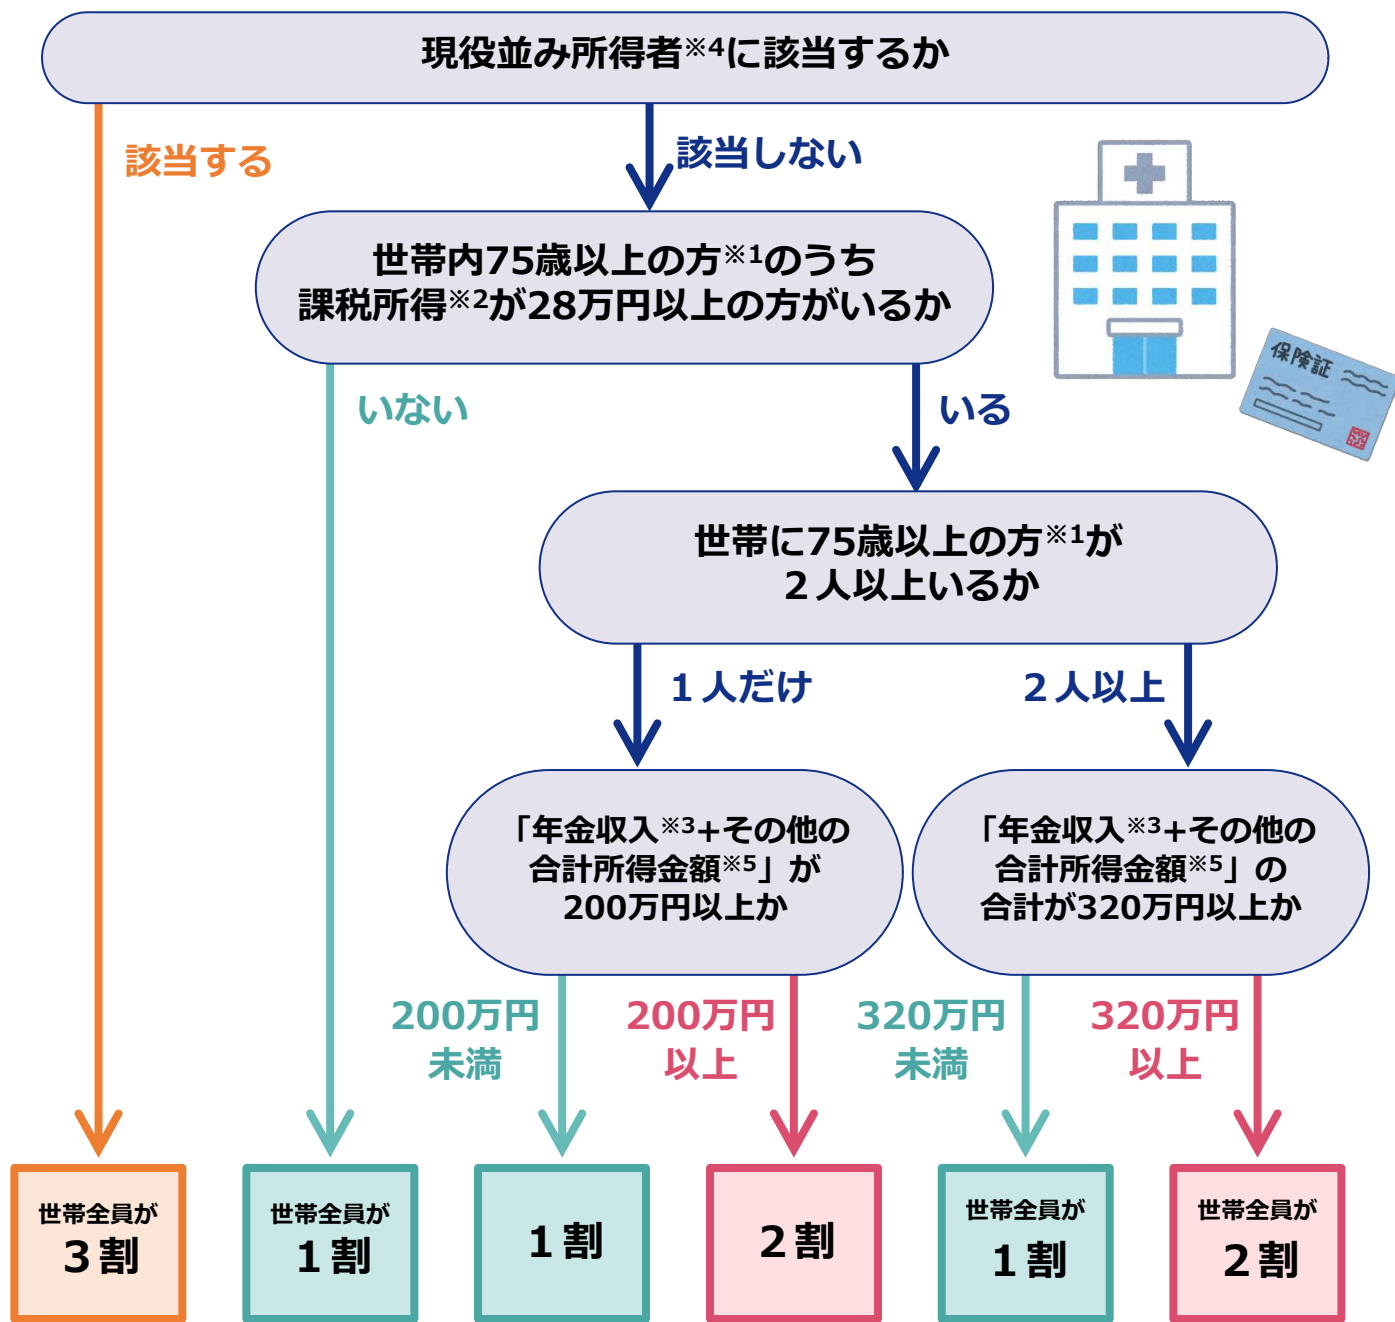 現役並み所得者※4に該当するか
該当する
該当しない
世帯内75歳以上の方※1のうち
課税所得※2が28万円以上の方がいるか
保険証
いない
いる
世帯に75歳以上の方※1が
２人以上いるか
１人だけ
２人以上
「年金収入※3+その他の
合計所得金額※5」が
200万円以上か
「年金収入※3+その他の
合計所得金額※5」の
合計が320万円以上か
200万円
未満
200万円
以上
320万円
未満
320万円
以上
世帯全員が
３割
世帯全員が
１割
１割
２割
世帯全員が
１割
世帯全員が
２割